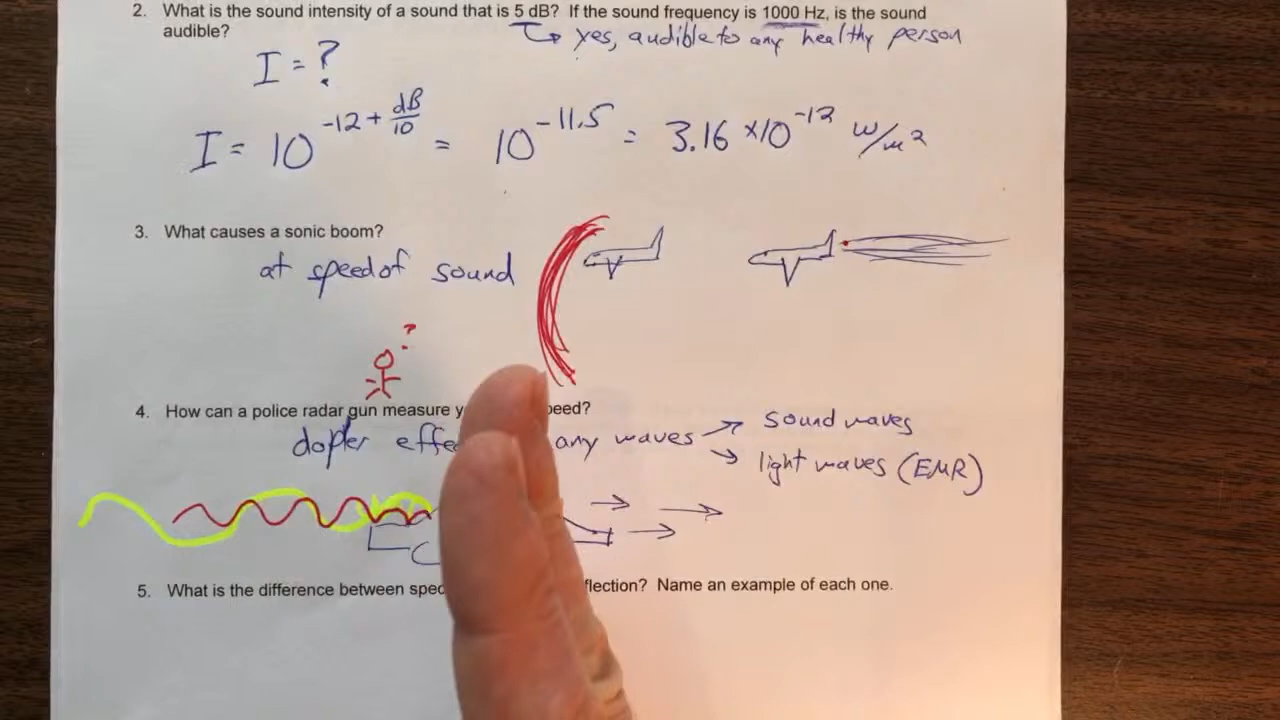 2. What is the sound intensity of a sound that is 5 dB? If the sound frequency is 1000 Hz, is the sound
audible?
yes, audible to any healthy person
I = ?
I = 10^-12 + dB/10 = 10^-11.5 = 3.16 x10^-12 W/m²
3. What causes a sonic boom?
at speed of sound
?
4. How can a police radar gun measure y peed?
dopler effe any waves → sound waves
→ light waves (EMR)
5. What is the difference between spec flection? Name an example of each one.